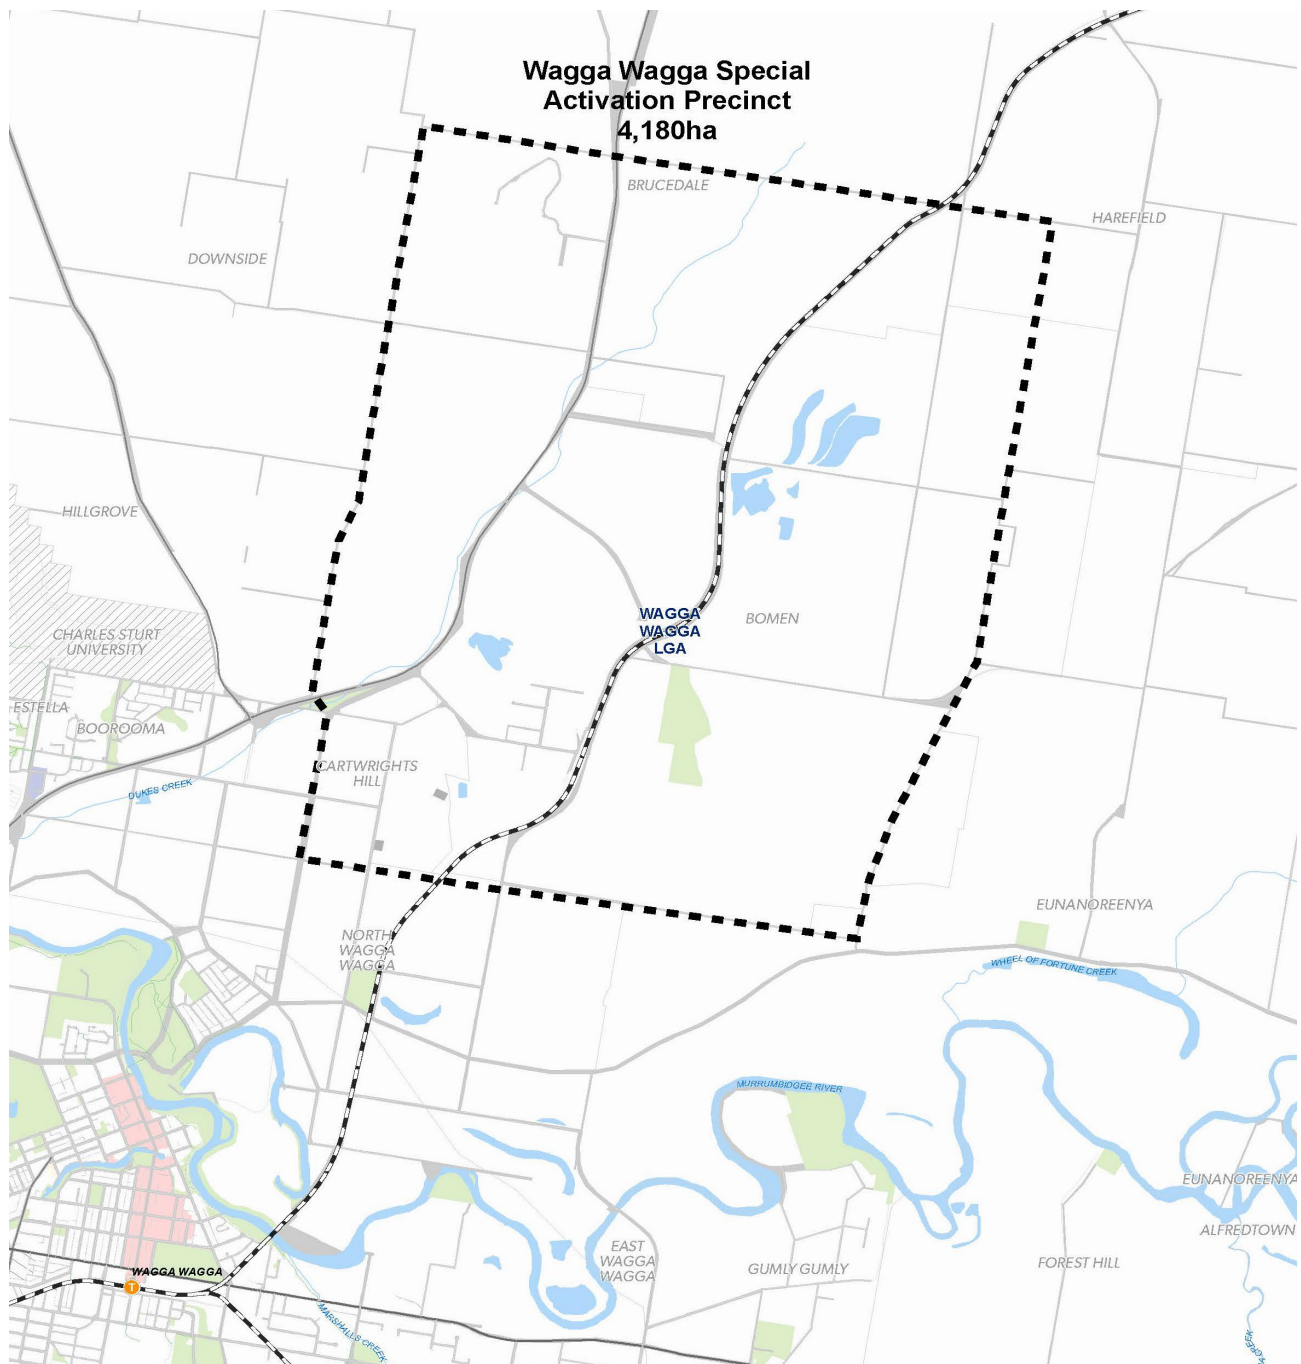 Wagga Wagga Special
Activation Precinct
4,180ha
BRUCEDALE
HAREFIELD
DOWNSIDE
HILLGROVE
WAGGA
WAGGA
LGA
BOMEN
CHARLES STURT
UNIVERSITY
ESTELLA
BOOROOMA
CARTWRIGHTS
HILL
DUKES CREEK
EUNANOREENYA
NORTH
WAGGA
WAGGA
WHEEL OF FORTUNE CREEK
MURRUMBIDGEE RIVER
EUNANOREENYA
ALFREDTOWN
EAST
WAGGA
WAGGA
GUMLY GUMLY
FOREST HILL
WAGGA WAGGA
T
MARSHALLS CREEK
CREEK